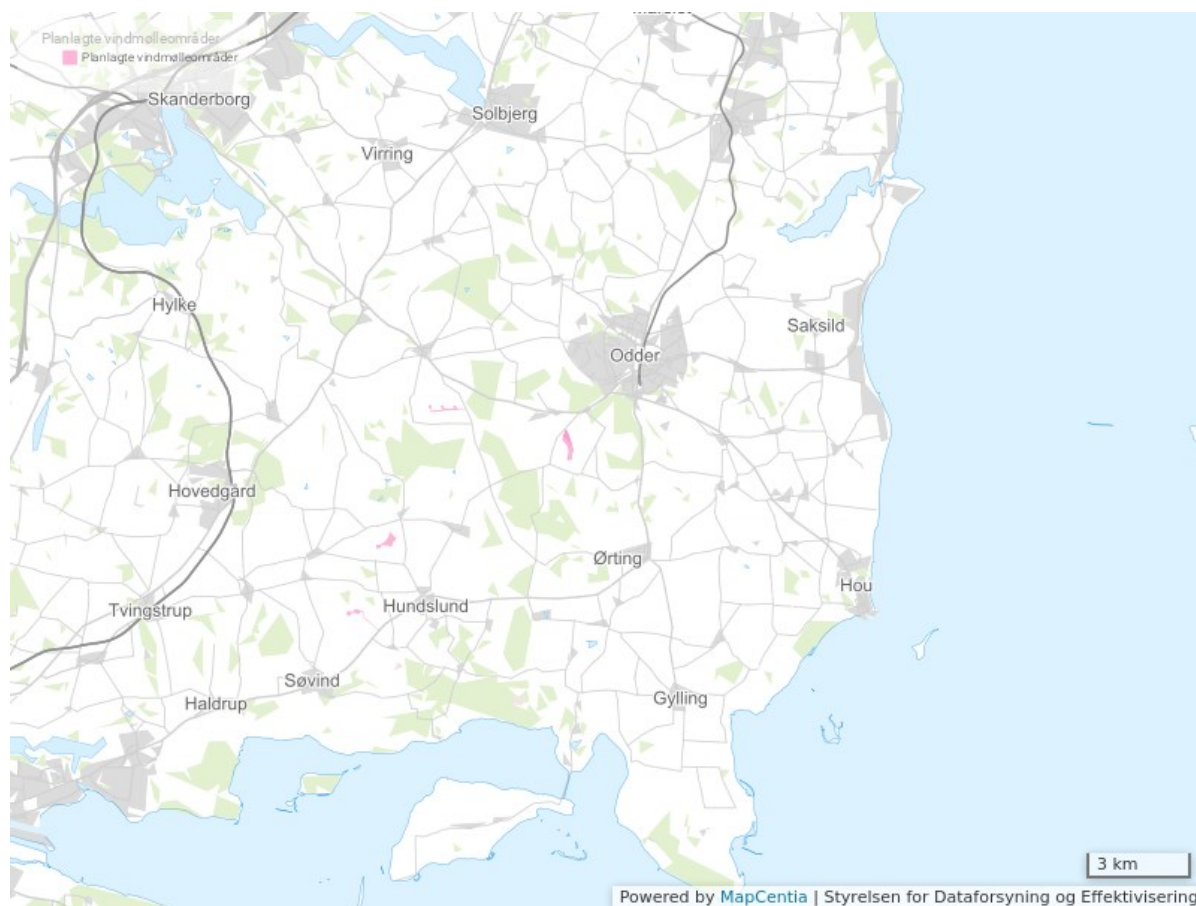 Planlagte vindmølleområder
Planlagte vindmølleområder
Skanderborg
Solbjerg
Virring
Hylke
Saksild
Odder
Hovedgård
Ørting
Hou
Tvingstrup
Hundslund
Søvind
Gylling
Haldrup
3 km
Powered by MapCentia | Styrelsen for Dataforsyning og Effektivisering